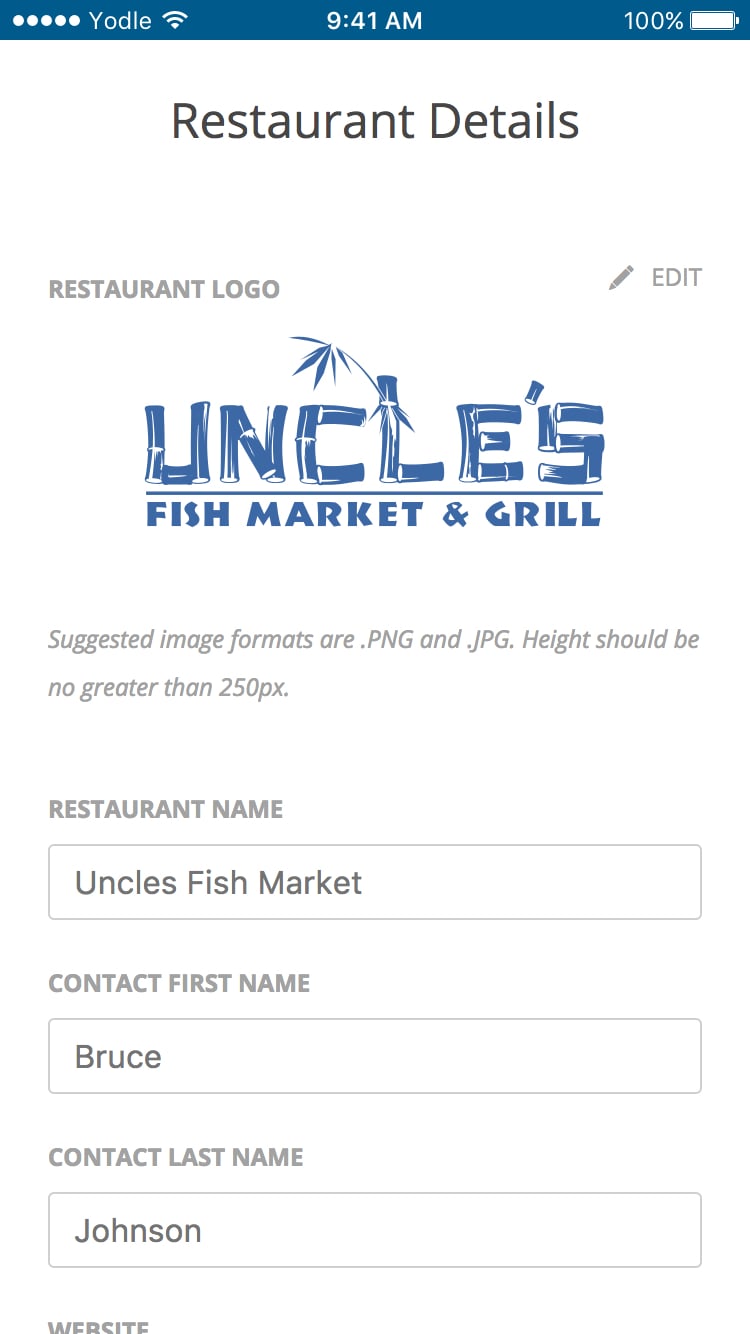 Yodle 9:41 AM 100%
Restaurant Details
RESTAURANT LOGO EDIT
UNCLE'S
FISH MARKET & GRILL
Suggested image formats are .PNG and .JPG. Height should be
no greater than 250px.
RESTAURANT NAME
Uncles Fish Market
CONTACT FIRST NAME
Bruce
CONTACT LAST NAME
Johnson
WEBSITE